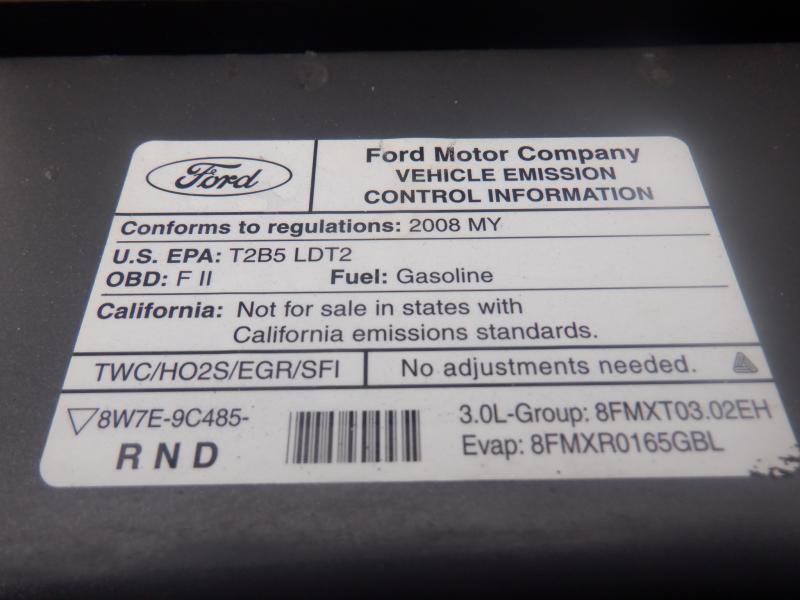 Ford
Ford Motor Company
VEHICLE EMISSION
CONTROL INFORMATION
Conforms to regulations: 2008 MY
U.S. EPA: T2B5 LDT2
OBD: F II Fuel: Gasoline
California: Not for sale in states with
California emissions standards.
TWC/HO2S/EGR/SFI No adjustments needed.
8W7E-9C485-
RND
3.0L-Group: 8FMXT03.02EH
Evap: 8FMXR0165GBL